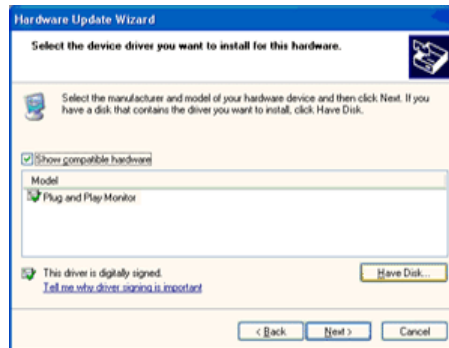 Hardware Update Wizard
Select the device driver you want to install for this hardware.
Select the manufacturer and model of your hardware device and then click Next. If you
have a disk that contains the driver you want to install, click Have Disk.
Show compatible hardware
Model
Plug and Play Monitor
This driver is digitally signed.
Have Disk...
Tell me why driver signing is important
< Back
Next >
Cancel